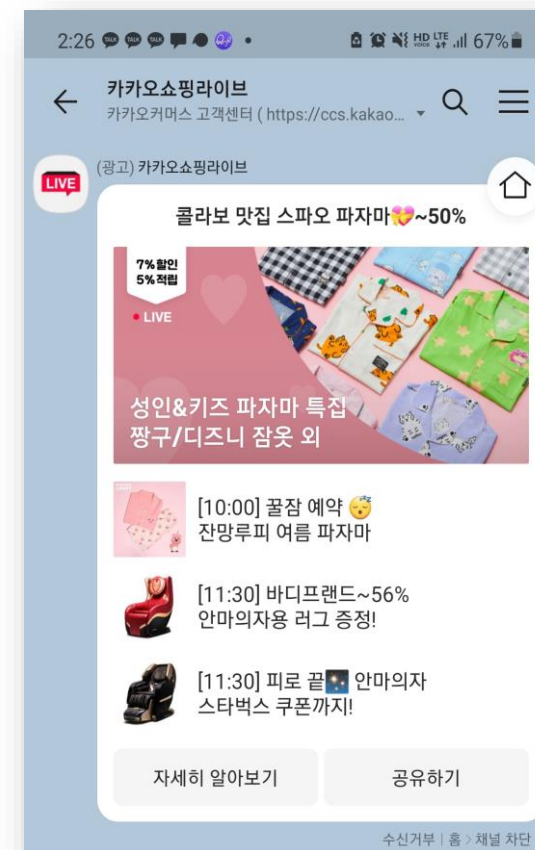 2:26 TALK TALK TALK HD VOICE LTE 67%
카카오쇼핑라이브
카카오커머스 고객센터 ( https://ccs.kakao...
LIVE
(광고) 카카오쇼핑라이브
콜라보 맛집 스파오 파자마💝~50%
7%할인
5%적립
• LIVE
성인&키즈 파자마 특집
짱구/디즈니 잠옷 외
[10:00] 꿀잠 예약 😴
잔망루피 여름 파자마
[11:30] 바디프랜드~56%
안마의자용 러그 증정!
[11:30] 피로 끝🎇 안마의자
스타벅스 쿠폰까지!
자세히 알아보기
공유하기
수신거부 | 홈 > 채널 차단